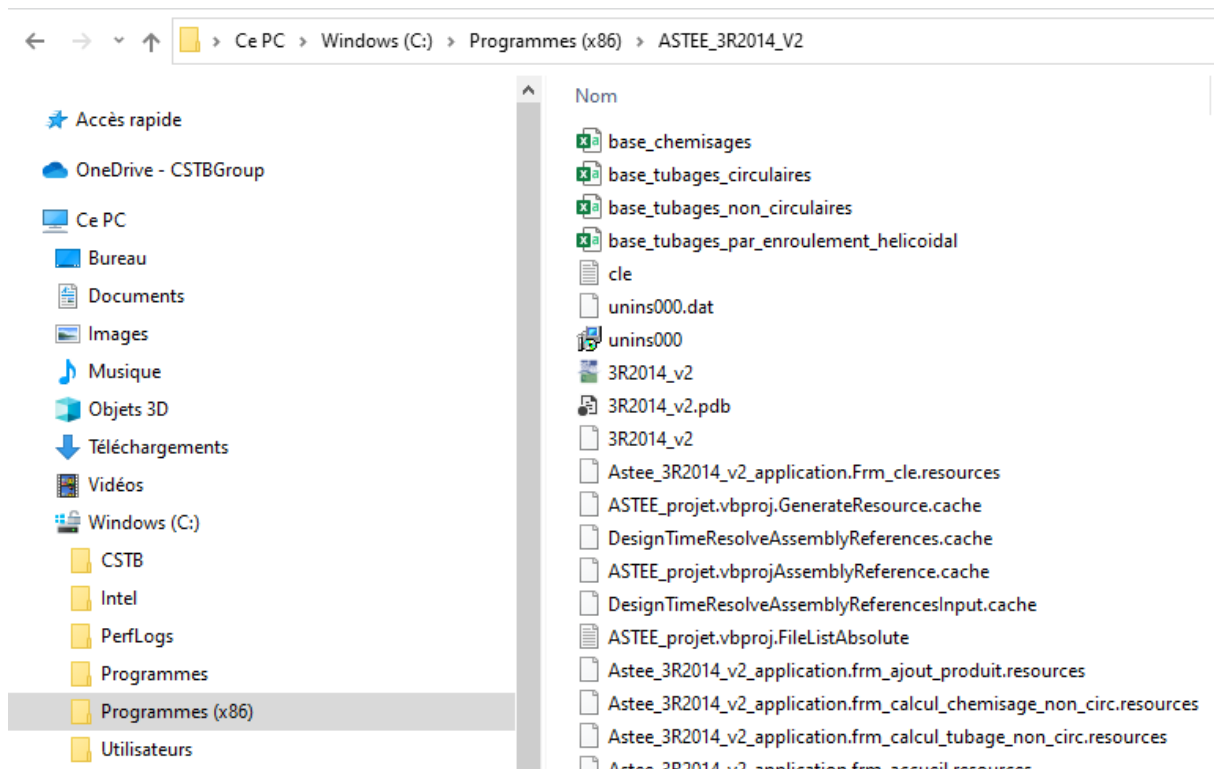 Ce PC > Windows (C:) > Programmes (x86) > ASTEE_3R2014_V2
Accès rapide
OneDrive - CSTBGroup
Ce PC
Bureau
Documents
Images
Musique
Objets 3D
Téléchargements
Vidéos
Windows (C:)
CSTB
Intel
PerfLogs
Programmes
Programmes (x86)
Utilisateurs
Nom
base_chemisages
base_tubages_circulaires
base_tubages_non_circulaires
base_tubages_par_enroulement_helicoidal
cle
unins000.dat
unins000
3R2014_v2
3R2014_v2.pdb
3R2014_v2
Astee_3R2014_v2_application.Frm_cle.resources
ASTEE_projet.vbproj.GenerateResource.cache
DesignTimeResolveAssemblyReferences.cache
ASTEE_projet.vbprojAssemblyReference.cache
DesignTimeResolveAssemblyReferencesInput.cache
ASTEE_projet.vbproj.FileListAbsolute
Astee_3R2014_v2_application.frm_ajout_produit.resources
Astee_3R2014_v2_application.frm_calcul_chemisage_non_circ.resources
Astee_3R2014_v2_application.frm_calcul_tubage_non_circ.resources
Astee_3R2014_v2_application.frm_accueil.resources